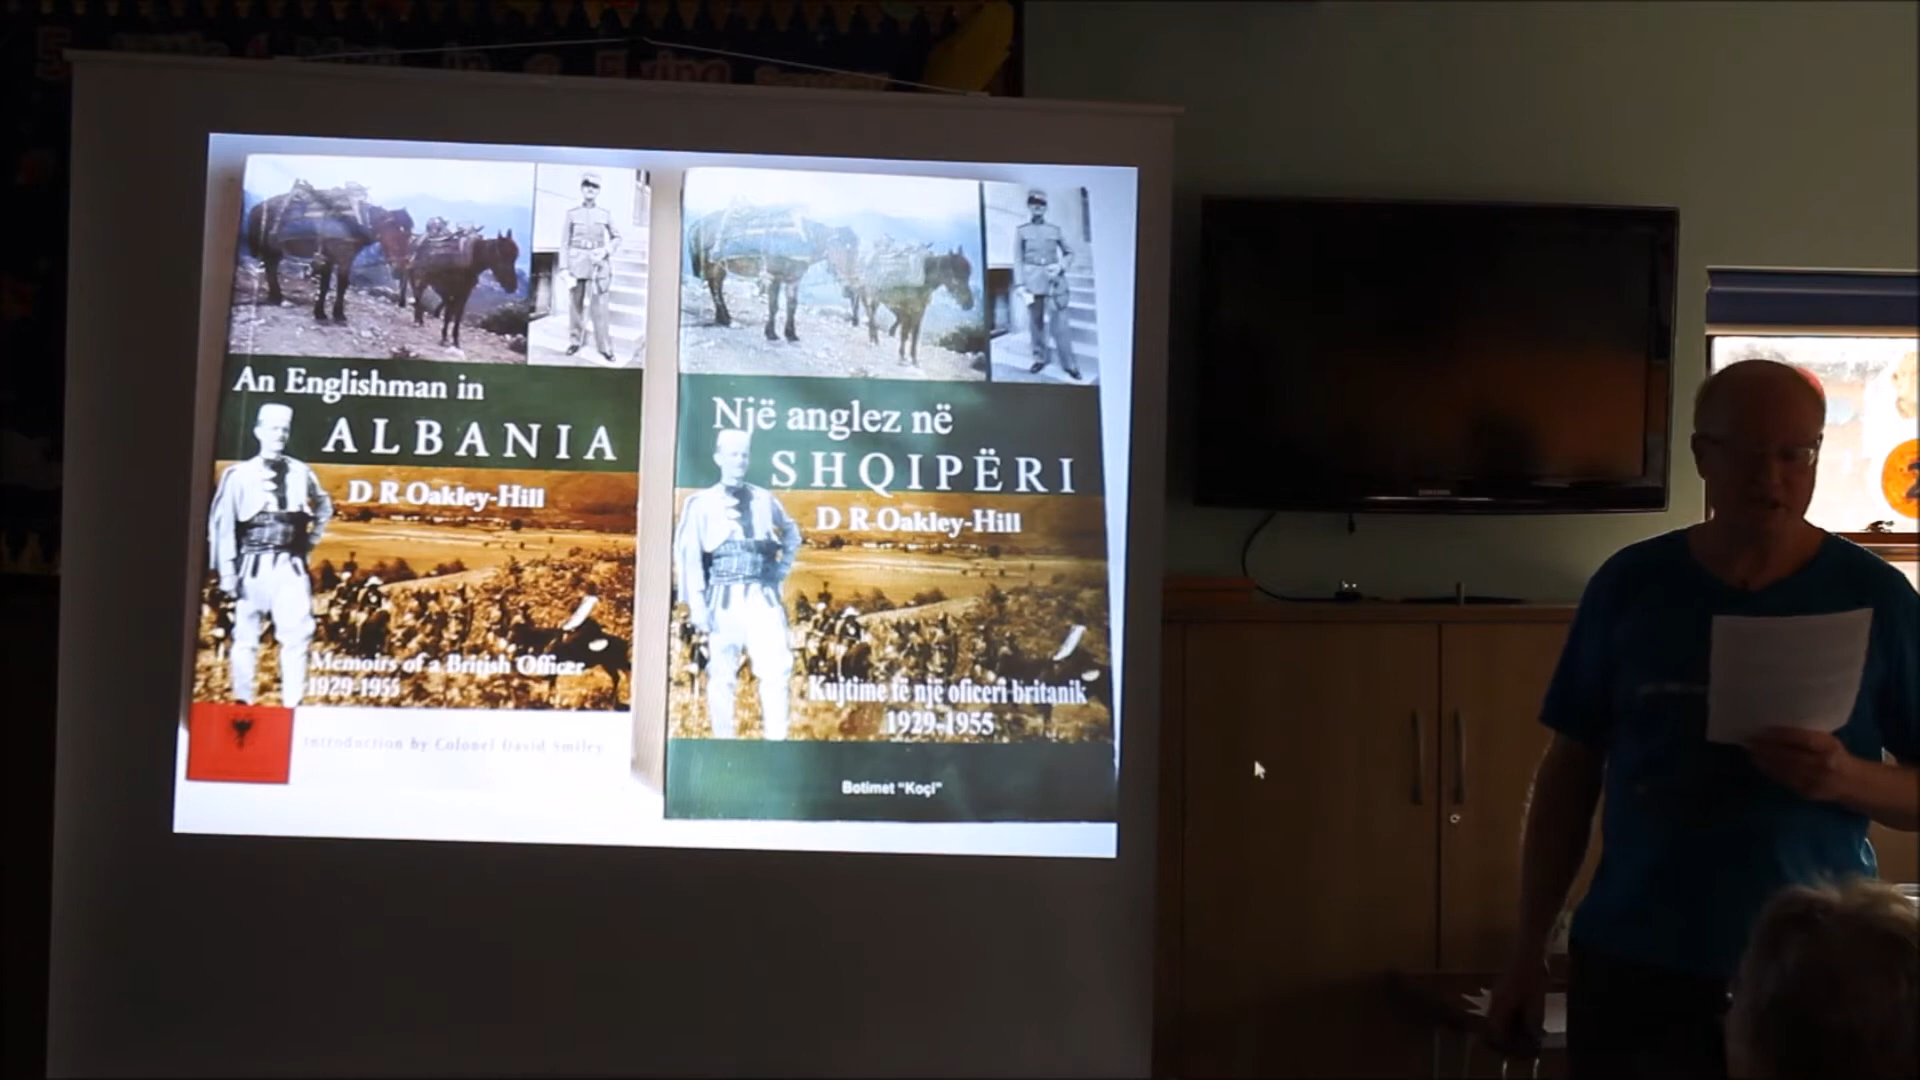 An Englishman in
ALBANIA
D R Oakley-Hill
Memoirs of a British Officer
1929-1955
Introduction by Colonel David Smiley
Një anglez në
SHQIPËRI
D R Oakley-Hill
Kujtime të një oficeri britanik
1929-1955
Botimet "Koçi"